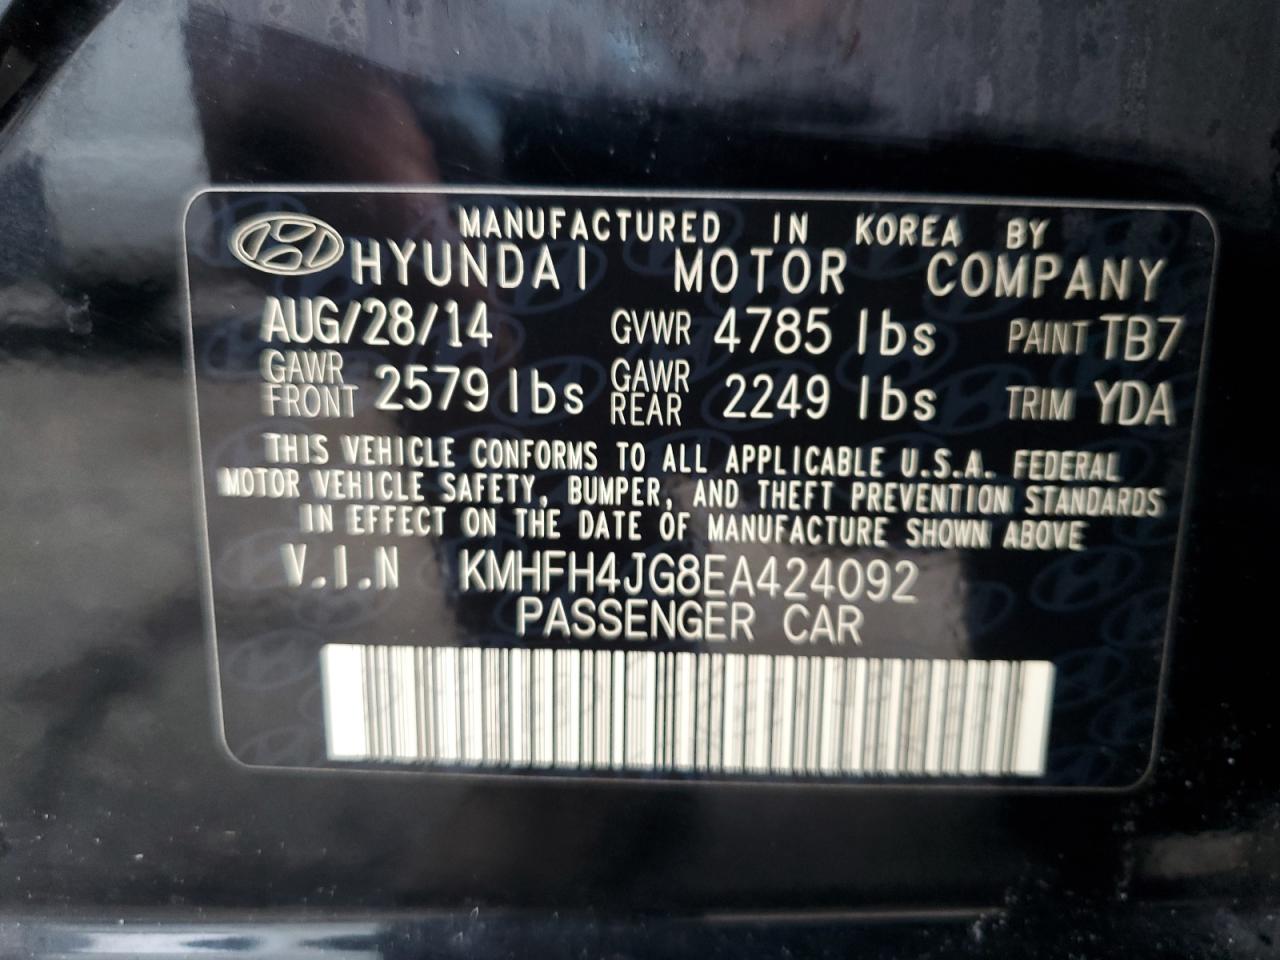 MANUFACTURED IN KOREA BY
HYUNDAI MOTOR COMPANY
AUG/28/14 GVWR 4785 lbs PAINT TB7
GAWR FRONT 2579 lbs GAWR REAR 2249 lbs TRIM YDA
THIS VEHICLE CONFORMS TO ALL APPLICABLE U.S.A. FEDERAL
MOTOR VEHICLE SAFETY, BUMPER, AND THEFT PREVENTION STANDARDS
IN EFFECT ON THE DATE OF MANUFACTURE SHOWN ABOVE
V.I.N KMHFH4JG8EA424092
PASSENGER CAR